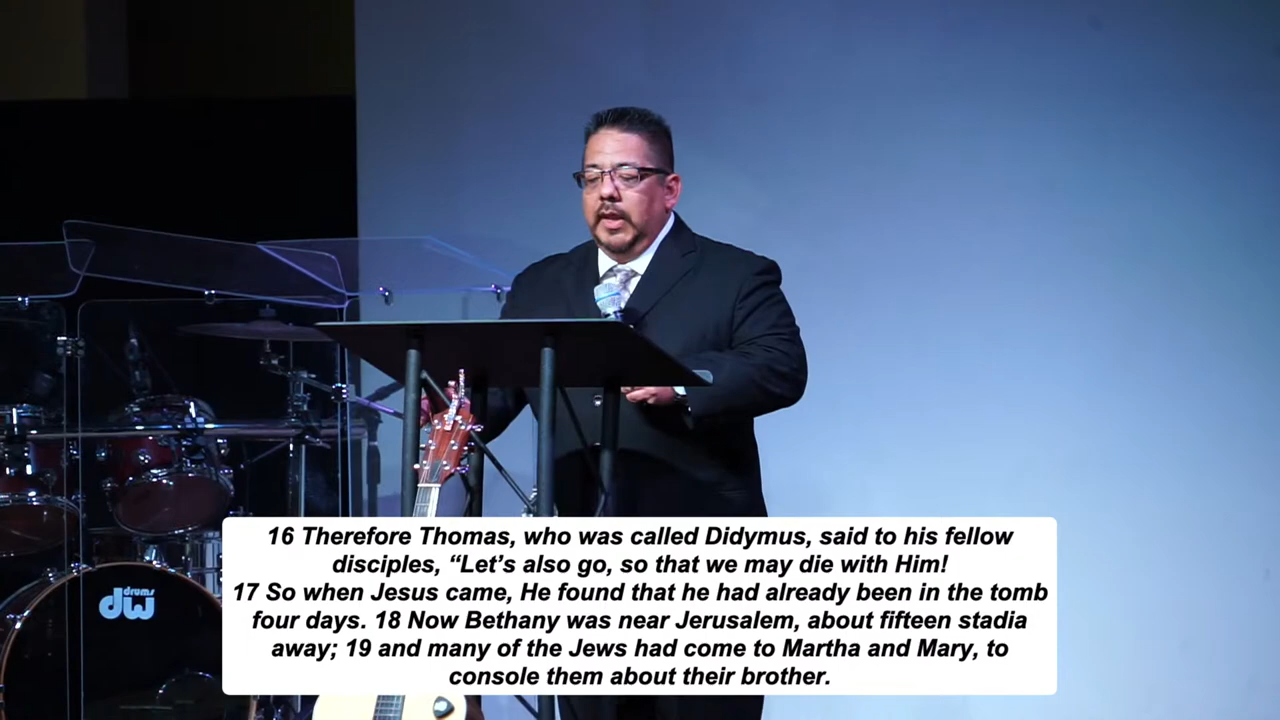 dw drums
16 Therefore Thomas, who was called Didymus, said to his fellow
disciples, “Let’s also go, so that we may die with Him!
17 So when Jesus came, He found that he had already been in the tomb
four days. 18 Now Bethany was near Jerusalem, about fifteen stadia
away; 19 and many of the Jews had come to Martha and Mary, to
console them about their brother.